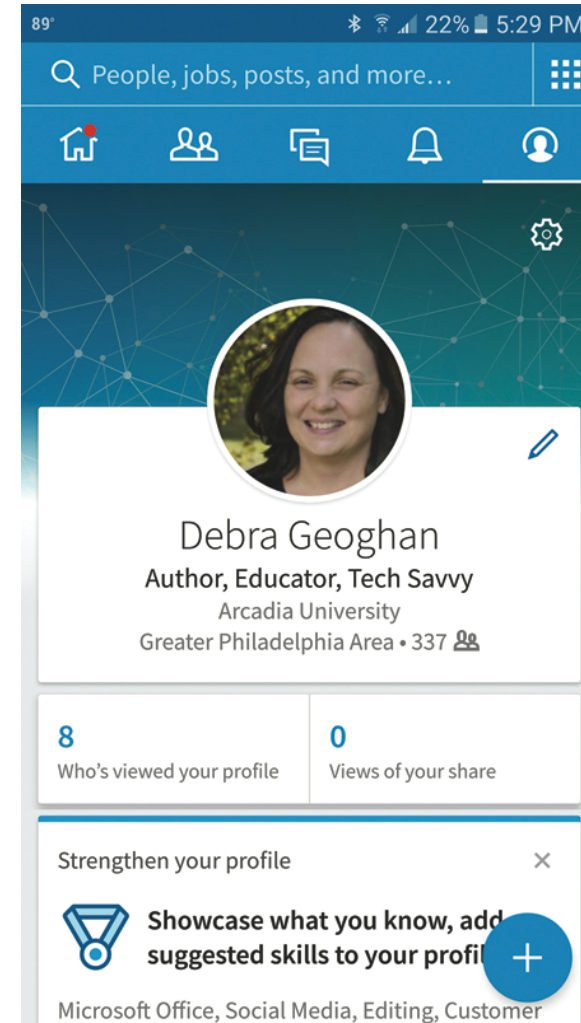 89° 22% 5:29 PM
People, jobs, posts, and more...
Debra Geoghan
Author, Educator, Tech Savvy
Arcadia University
Greater Philadelphia Area • 337
8 0
Who's viewed your profile Views of your share
Strengthen your profile
Showcase what you know, add
suggested skills to your profil
Microsoft Office, Social Media, Editing, Customer